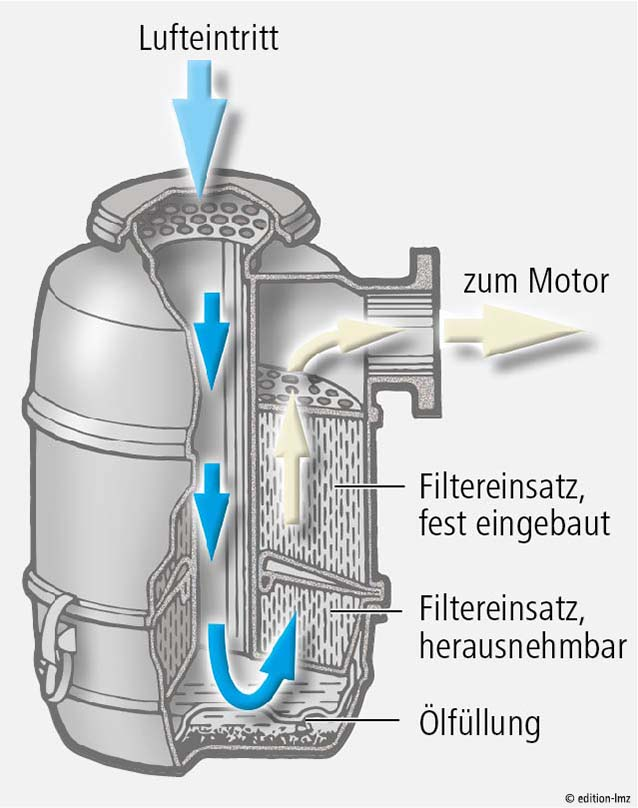 Lufteintritt
zum Motor
Filtereinsatz,
fest eingebaut
Filtereinsatz,
herausnehmbar
Ölfüllung
© edition-lmz